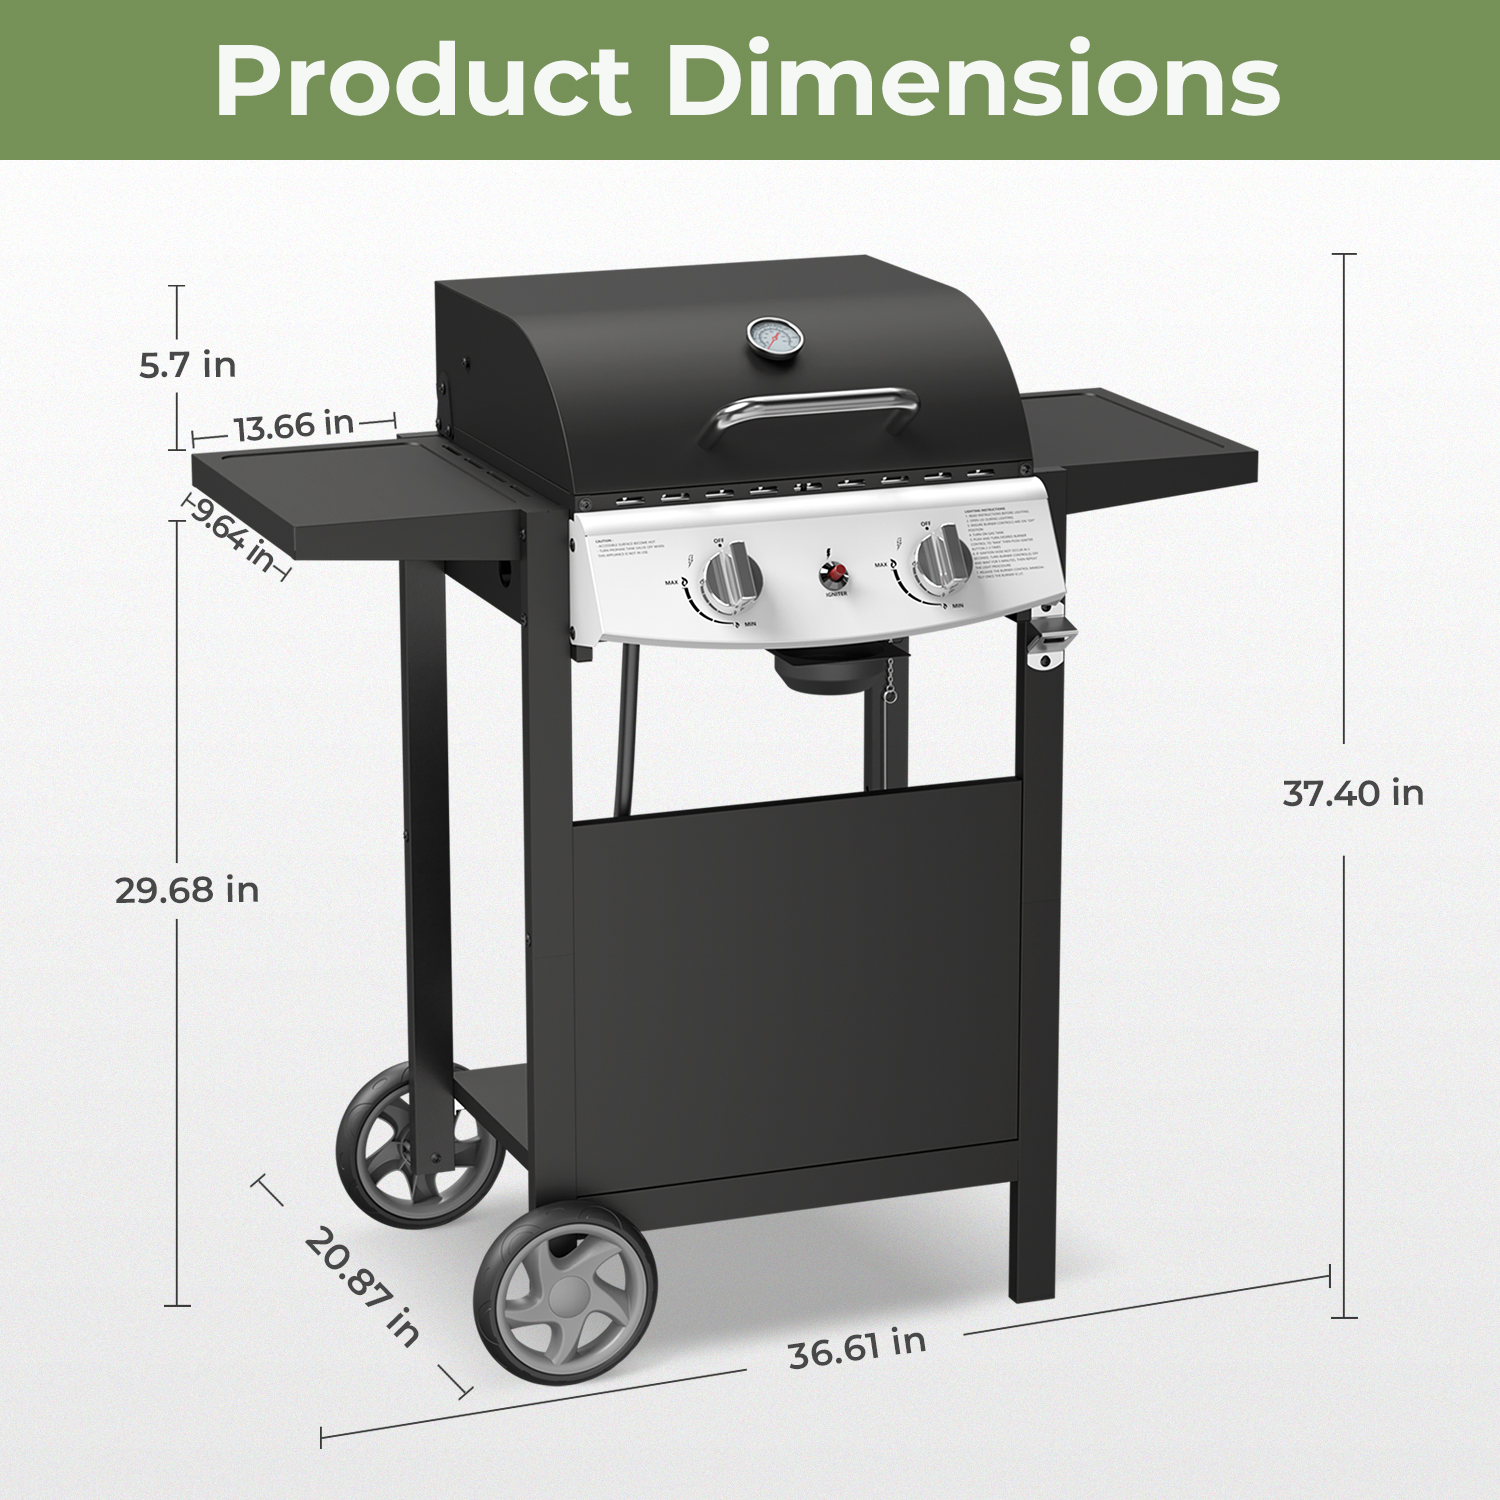 Product Dimensions
5.7 in
13.66 in
9.64 in
37.40 in
29.68 in
20.87 in
36.61 in
OFF
MAX
MIN
IGNITER
OFF
MAX
MIN
CAUTION:
LIGHTING INSTRUCTIONS